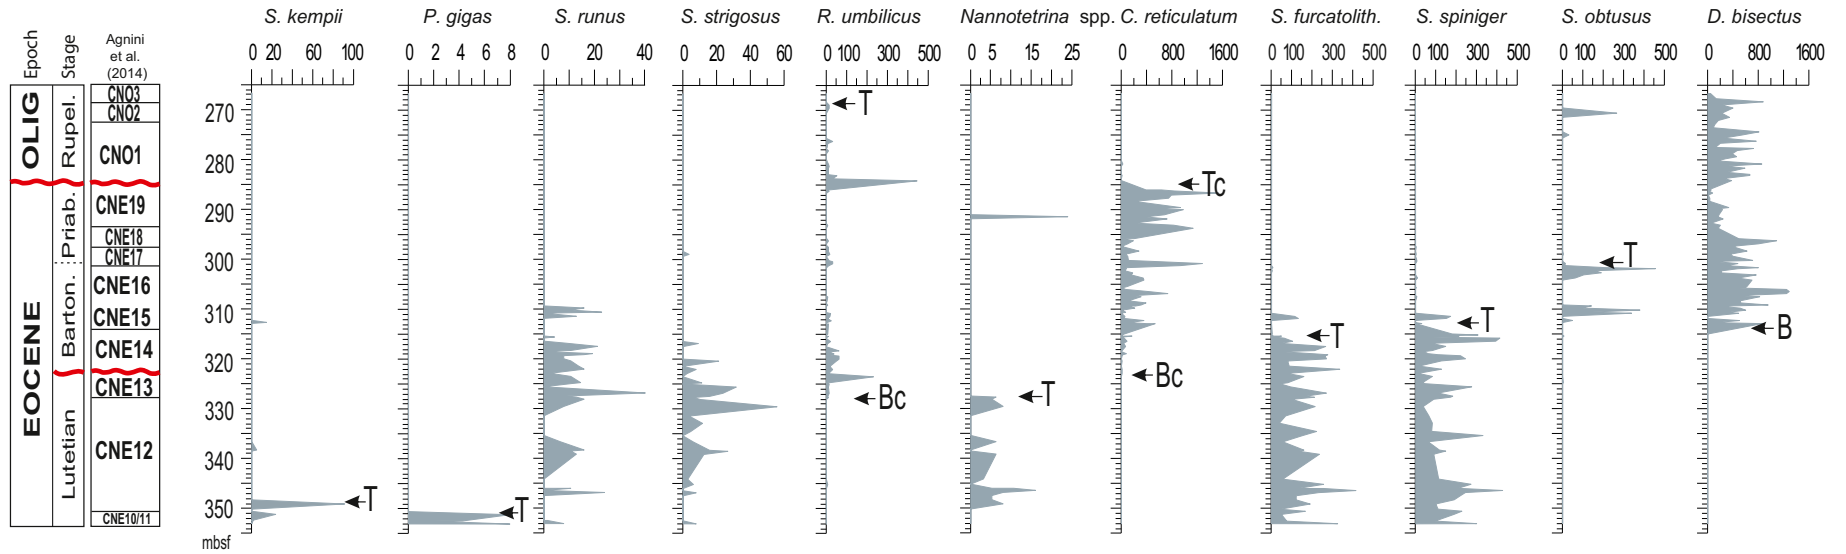 S. kempii P. gigas S. runus S. strigosus R. umbilicus Nannotetrina spp. C. reticulatum S. furcatolith. S. spiniger S. obtusus D. bisectus
Epoch
Stage
Agnini
et al.
(2014)
0 20 60 100
0 2 4 6 8
0 20 40
0 20 40 60
0 100 300 500
0 5 15 25
0 600 1600
0 100 300 500
0 100 300 500
0 100 300 500
0 600 1600
OLIG
EOCENE
Rupel.
Priab.
Barton.
Lutetian
CNO3
CNO2
CNO1
CNE19
CNE18
CNE17
CNE16
CNE15
CNE14
CNE13
CNE12
CNE10/11
270
280
290
300
310
320
330
340
350
mbsf
T
T
T
Bc
T
Tc
Bc
T
T
T
B